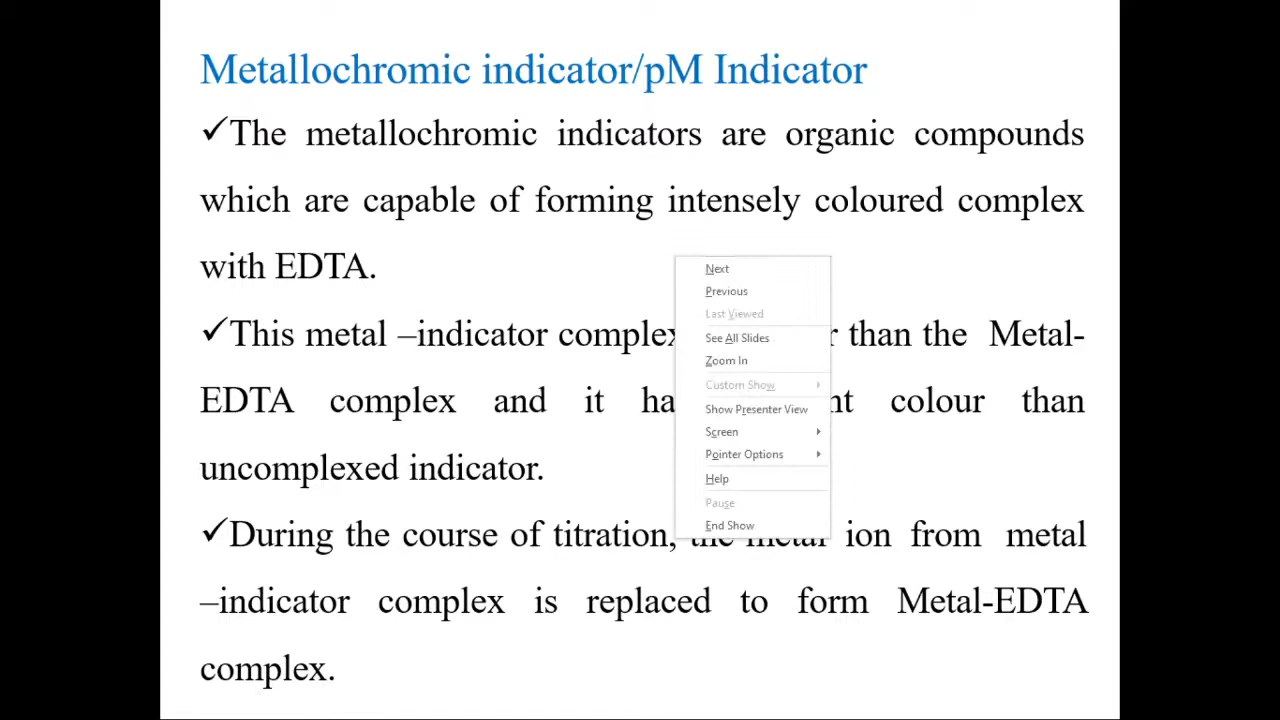 Metallochromic indicator/pM Indicator
✓The metallochromic indicators are organic compounds
which are capable of forming intensely coloured complex
with EDTA.
✓This metal –indicator complex r than the Metal-
EDTA complex and it ha nt colour than
uncomplexed indicator.
✓During the course of titration, the metal ion from metal
–indicator complex is replaced to form Metal-EDTA
complex.
Next
Previous
Last Viewed
See All Slides
Zoom In
Custom Show
Show Presenter View
Screen
Pointer Options
Help
Pause
End Show